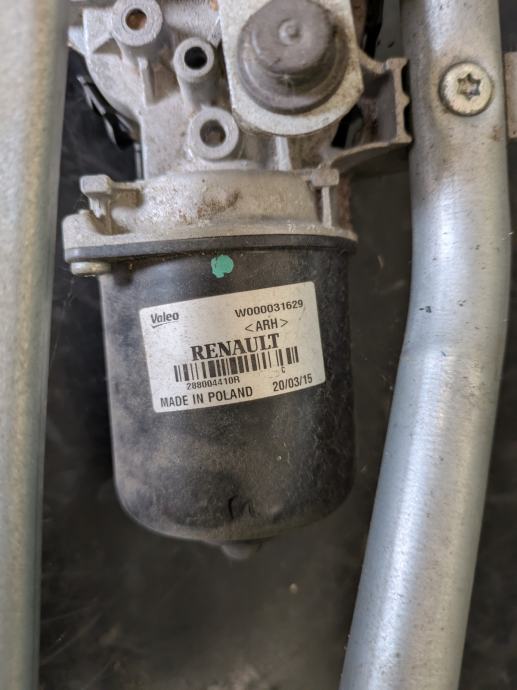 Valeo W000031629
<ARH>
RENAULT
288004410R C
MADE IN POLAND 20/03/15